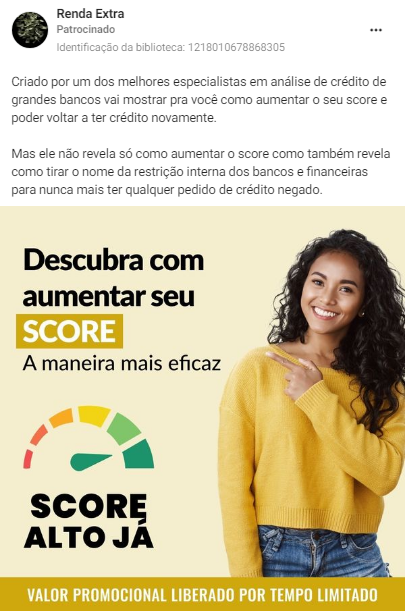 Renda Extra
Patrocinado
Identificação da biblioteca: 1218010678868305
Criado por um dos melhores especialistas em análise de crédito de
grandes bancos vai mostrar pra você como aumentar o seu score e
poder voltar a ter crédito novamente.
Mas ele não revela só como aumentar o score como também revela
como tirar o nome da restrição interna dos bancos e financeiras
para nunca mais ter qualquer pedido de crédito negado.
Descubra com
aumentar seu
SCORE
A maneira mais eficaz
SCORE
ALTO JÁ
VALOR PROMOCIONAL LIBERADO POR TEMPO LIMITADO